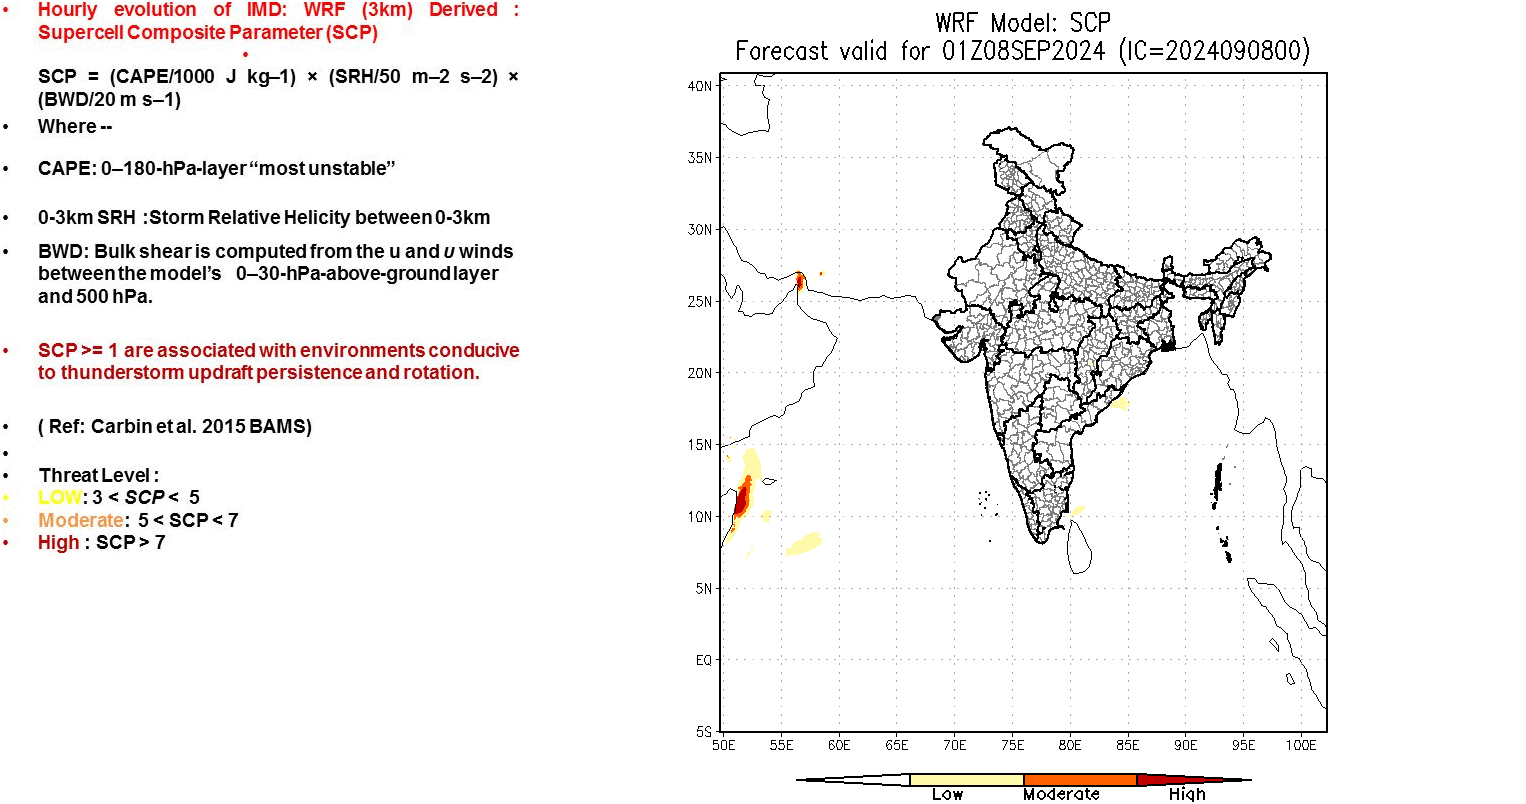 • Hourly evolution of IMD: WRF (3km) Derived :
Supercell Composite Parameter (SCP)
•
SCP = (CAPE/1000 J kg–1) × (SRH/50 m–2 s–2) ×
(BWD/20 m s–1)
• Where --
• CAPE: 0–180-hPa-layer “most unstable”
• 0-3km SRH :Storm Relative Helicity between 0-3km
• BWD: Bulk shear is computed from the u and υ winds
between the model’s 0–30-hPa-above-ground layer
and 500 hPa.
• SCP >= 1 are associated with environments conducive
to thunderstorm updraft persistence and rotation.
• ( Ref: Carbin et al. 2015 BAMS)
•
• Threat Level :
• LOW: 3 < SCP < 5
• Moderate: 5 < SCP < 7
• High : SCP > 7
WRF Model: SCP
Forecast valid for 01Z08SEP2024 (IC=2024090800)
40N
35N
30N
25N
20N
15N
10N
5N
EQ
5S
50E 55E 60E 65E 70E 75E 80E 85E 90E 95E 100E
Low Moderate High